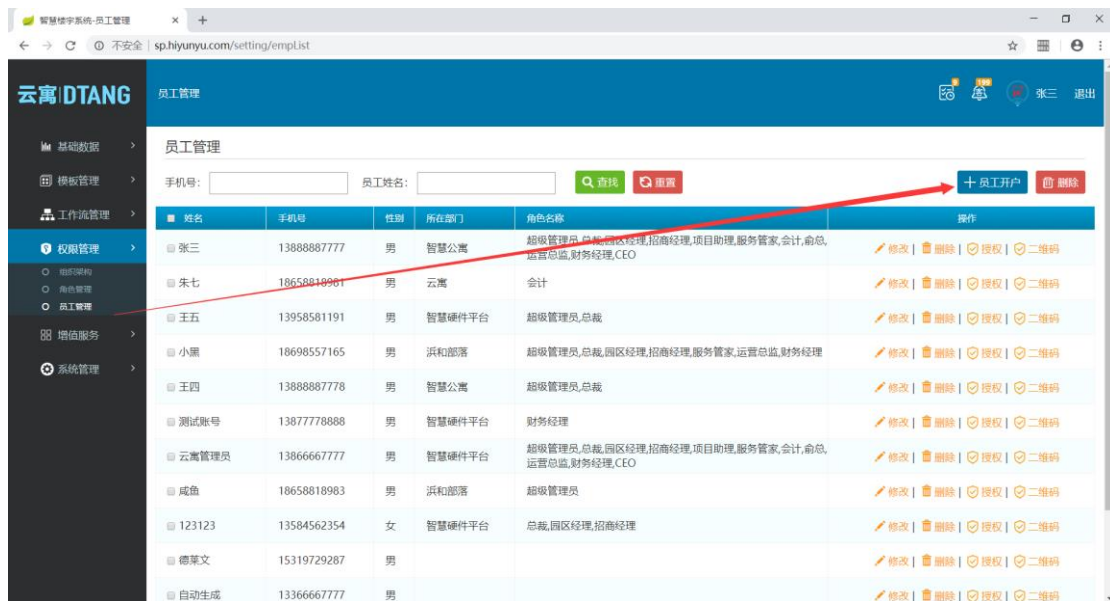 智慧楼宇系统-员工管理
不安全 | sp.hiyunyu.com/setting/empList
云寓|DTANG
员工管理
9
199
张三 退出
基础数据
模板管理
工作流管理
权限管理
组织架构
角色管理
员工管理
增值服务
系统管理
员工管理
手机号: 员工姓名: 查找 重置 员工开户 删除
姓名 手机号 性别 所在部门 角色名称 操作
张三 13888887777 男 智慧公寓 超级管理员,总裁,园区经理,招商经理,项目助理,服务管家,会计,俞总,
运营总监,财务经理,CEO 修改 | 删除 | 授权 | 二维码
朱七 18658818981 男 云寓 会计 修改 | 删除 | 授权 | 二维码
王五 13958581191 男 智慧硬件平台 超级管理员,总裁 修改 | 删除 | 授权 | 二维码
小黑 18698557165 男 浜和部落 超级管理员,总裁,园区经理,招商经理,服务管家,运营总监,财务经理 修改 | 删除 | 授权 | 二维码
王四 13888887778 男 智慧公寓 超级管理员,总裁 修改 | 删除 | 授权 | 二维码
测试账号 13877778888 男 智慧硬件平台 财务经理 修改 | 删除 | 授权 | 二维码
云寓管理员 13866667777 男 智慧硬件平台 超级管理员,总裁,园区经理,招商经理,项目助理,服务管家,会计,俞总,
运营总监,财务经理,CEO 修改 | 删除 | 授权 | 二维码
咸鱼 18658818983 男 浜和部落 超级管理员 修改 | 删除 | 授权 | 二维码
123123 13584562354 女 智慧硬件平台 总裁,园区经理,招商经理 修改 | 删除 | 授权 | 二维码
德莱文 15319729287 男 修改 | 删除 | 授权 | 二维码
自动生成 13366667777 男 修改 | 删除 | 授权 | 二维码